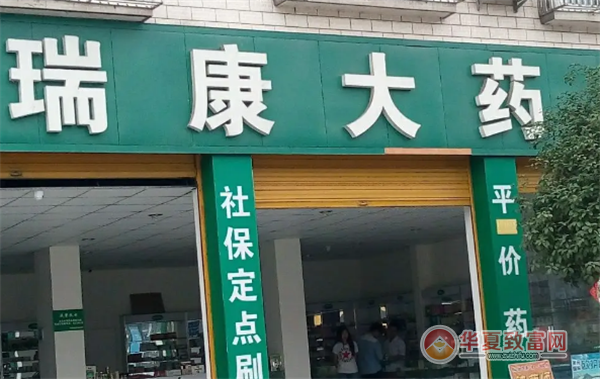 瑞康大药
社保定点刷
平价药
华夏致富网